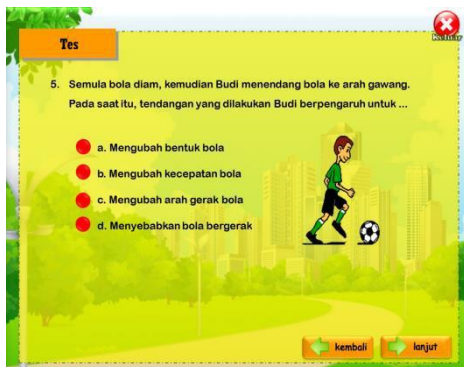 Keluar
Tes
5. Semula bola diam, kemudian Budi menendang bola ke arah gawang.
Pada saat itu, tendangan yang dilakukan Budi berpengaruh untuk ...
a. Mengubah bentuk bola
b. Mengubah kecepatan bola
c. Mengubah arah gerak bola
d. Menyebabkan bola bergerak
kembali
lanjut